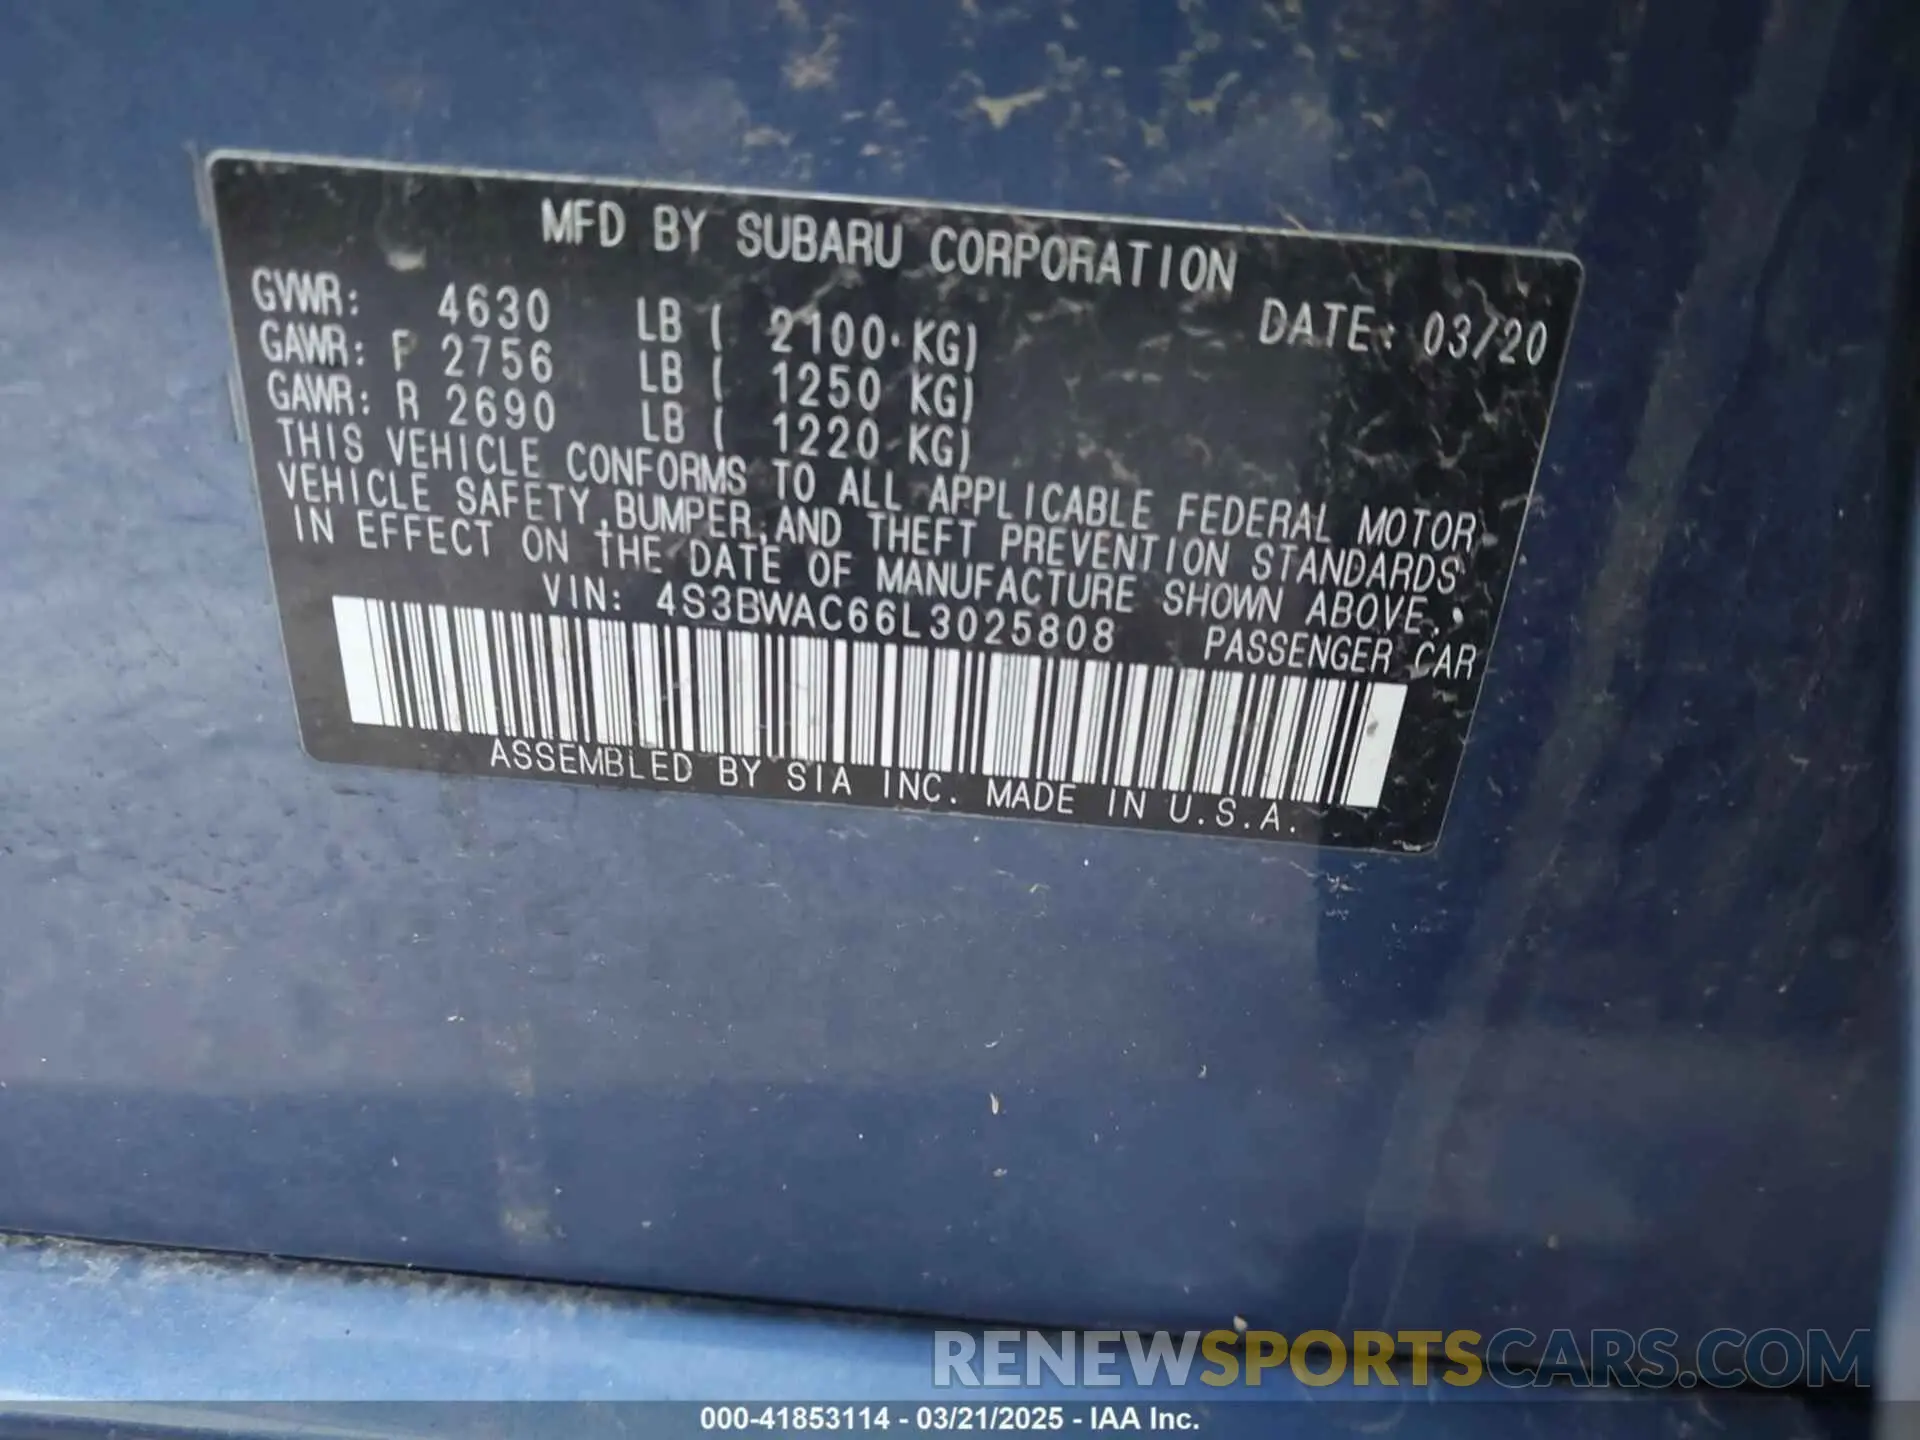 MFD BY SUBARU CORPORATION
GVWR: 4630 LB ( 2100 KG) DATE: 03/20
GAWR: F 2756 LB ( 1250 KG)
GAWR: R 2690 LB ( 1220 KG)
THIS VEHICLE CONFORMS TO ALL APPLICABLE FEDERAL MOTOR
VEHICLE SAFETY,BUMPER,AND THEFT PREVENTION STANDARDS
IN EFFECT ON THE DATE OF MANUFACTURE SHOWN ABOVE.
VIN: 4S3BWAC66L3025808 PASSENGER CAR
ASSEMBLED BY SIA INC. MADE IN U.S.A.
RENEWSPORTSCARS.COM
000-41853114 - 03/21/2025 - IAA Inc.